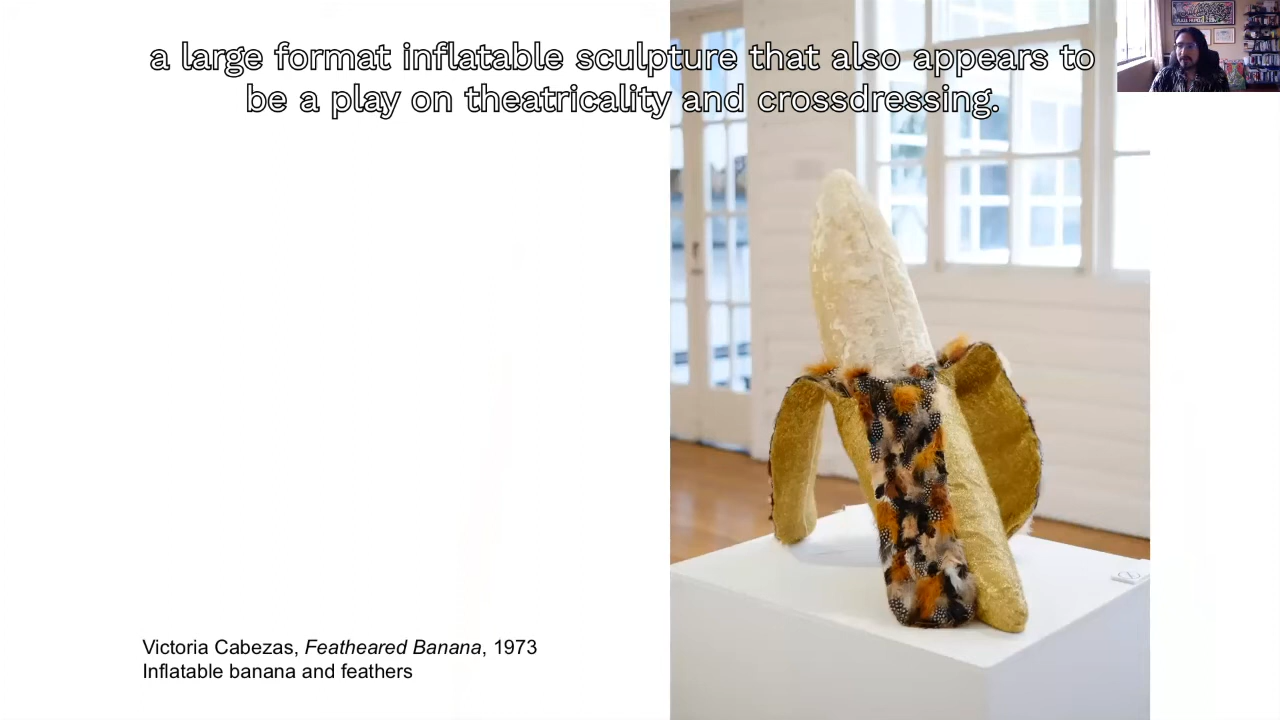 a large format inflatable sculpture that also appears to
be a play on theatricality and crossdressing.
Victoria Cabezas, Featheared Banana, 1973
Inflatable banana and feathers